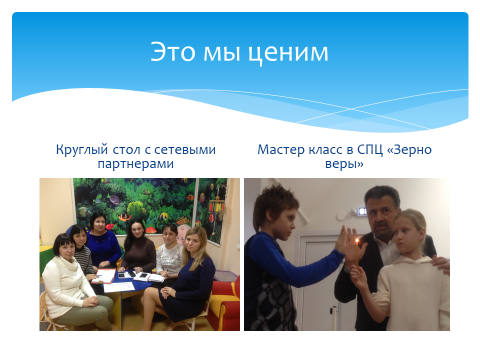 Это мы ценим
Круглый стол с сетевыми
партнерами
Мастер класс в СПЦ «Зерно
веры»